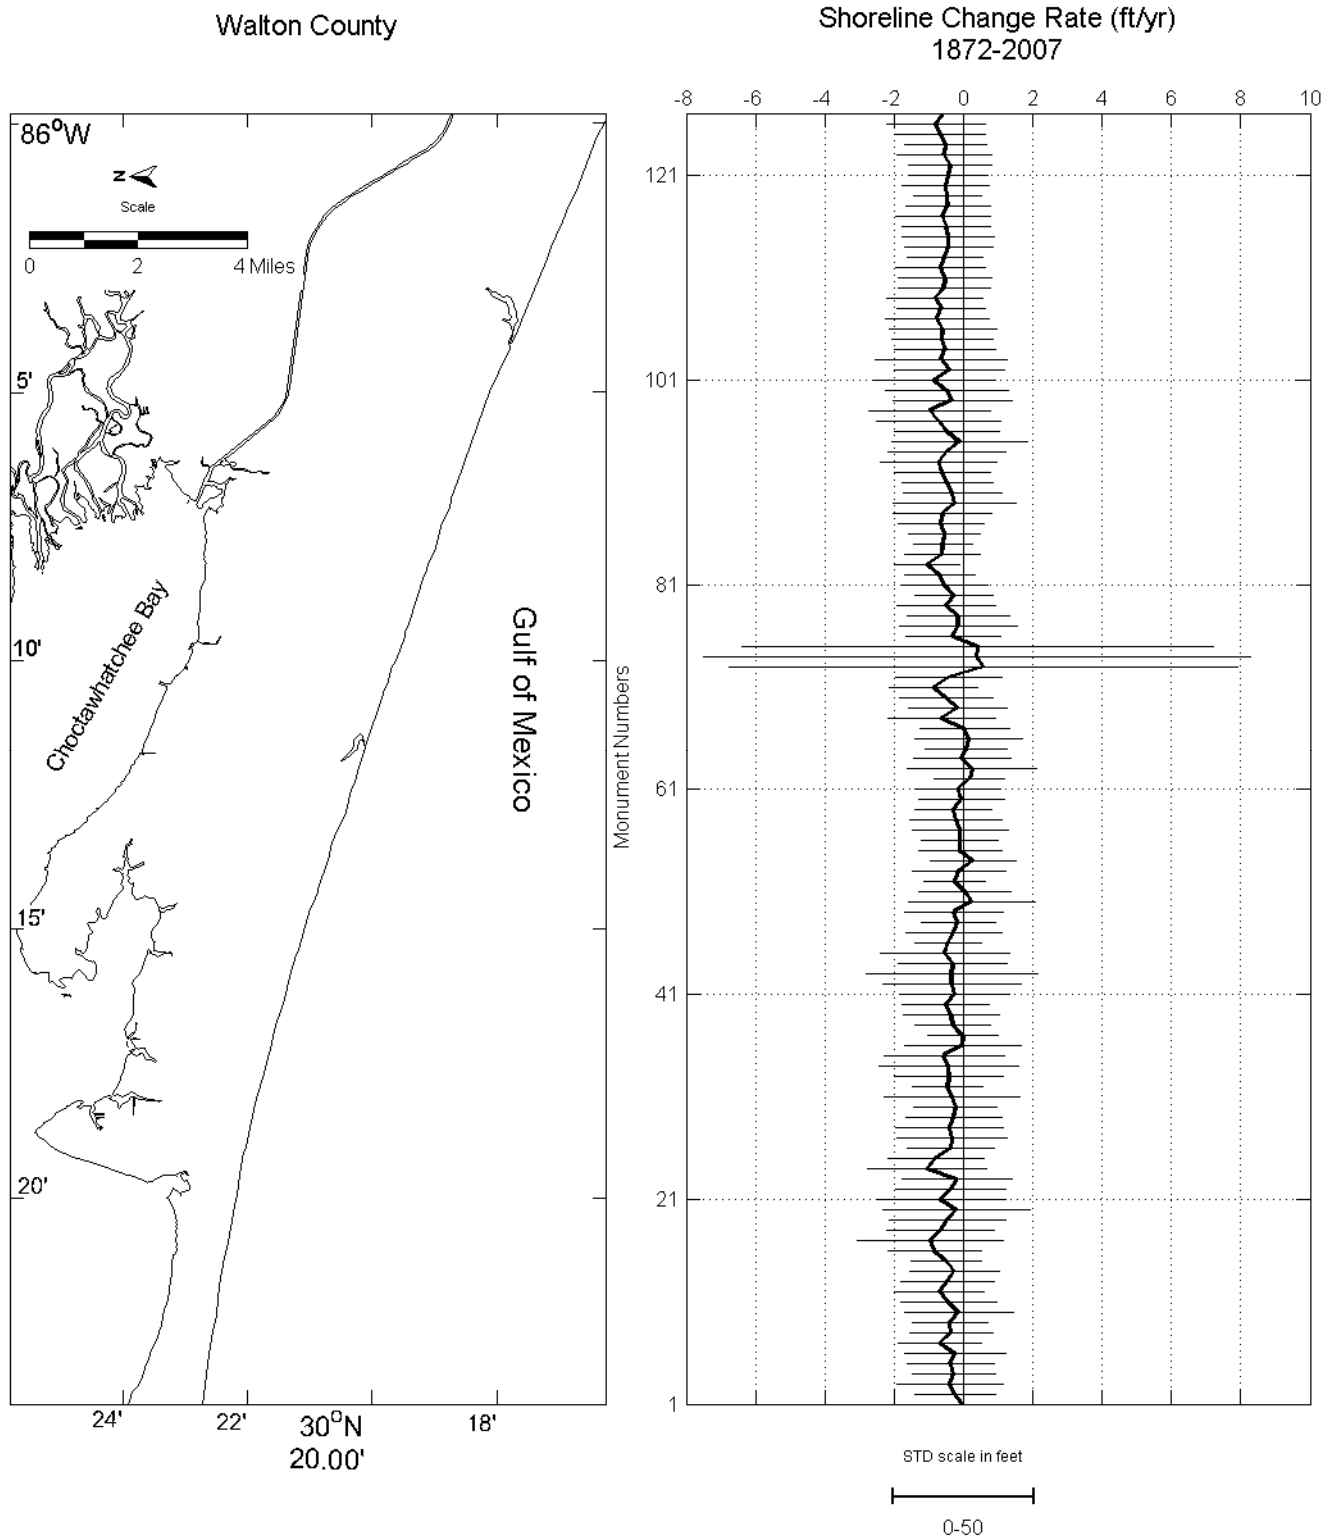 Walton County
Shoreline Change Rate (ft/yr)
1872-2007
-8 -6 -4 -2 0 2 4 6 8 10
86°W
N
Scale
0 2 4 Miles
5'
10'
15'
20'
Choctawhatchee Bay
Gulf of Mexico
24' 22' 30°N 18'
20.00'
Monument Numbers
121
101
81
61
41
21
1
STD scale in feet
0-50